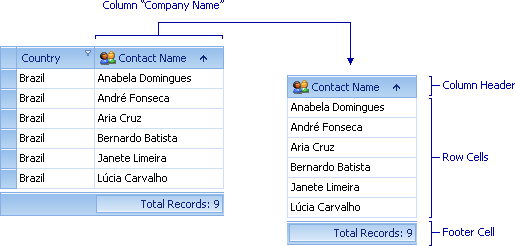 Column “Company Name”
Country Contact Name
Brazil Anabela Domingues
Brazil André Fonseca
Brazil Aria Cruz
Brazil Bernardo Batista
Brazil Janete Limeira
Brazil Lúcia Carvalho
Total Records: 9
Contact Name
Anabela Domingues
André Fonseca
Aria Cruz
Bernardo Batista
Janete Limeira
Lúcia Carvalho
Total Records: 9
Column Header
Row Cells
Footer Cell